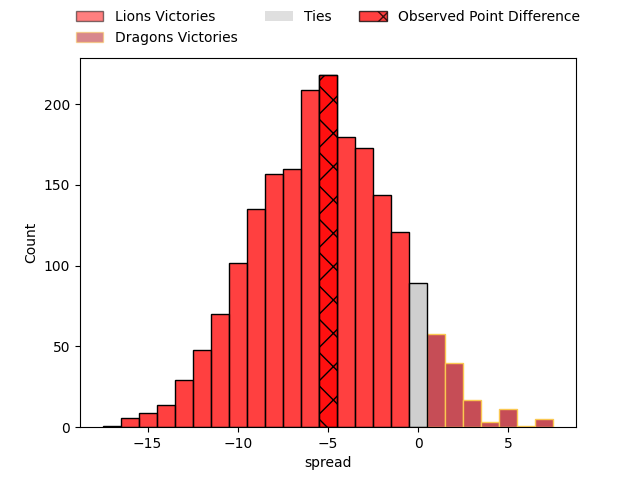 Lions Victories
Ties
Observed Point Difference
Dragons Victories
200
150
100
50
0
Count
−15
−10
−5
0
5
spread